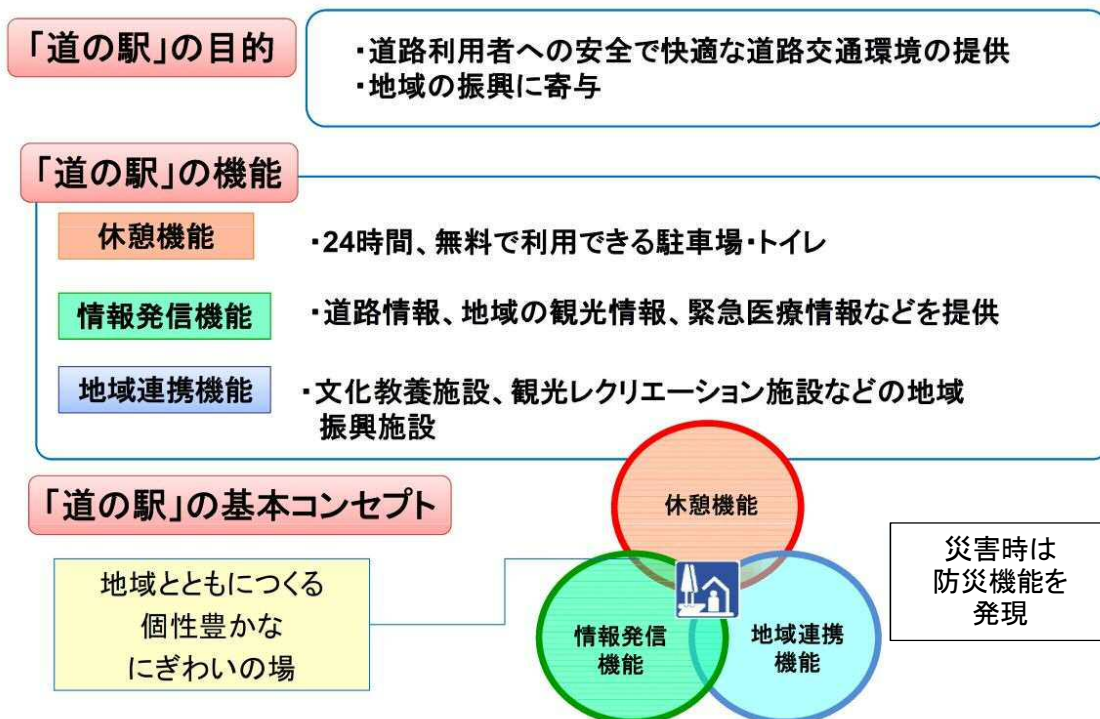 「道の駅」の目的
・道路利用者への安全で快適な道路交通環境の提供
・地域の振興に寄与
「道の駅」の機能
休憩機能
・24時間、無料で利用できる駐車場・トイレ
情報発信機能
・道路情報、地域の観光情報、緊急医療情報などを提供
地域連携機能
・文化教養施設、観光レクリエーション施設などの地域
振興施設
「道の駅」の基本コンセプト
地域とともにつくる
個性豊かな
にぎわいの場
休憩機能
情報発信
機能
地域連携
機能
災害時は
防災機能を
発現